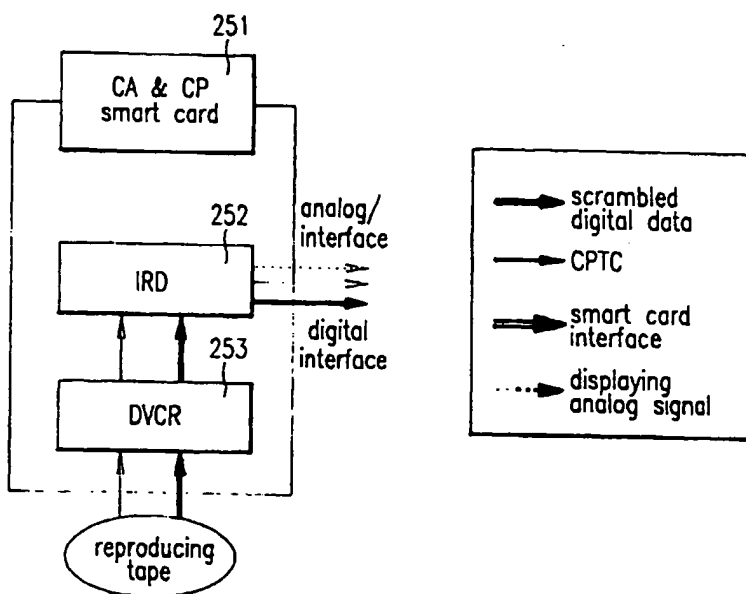 251
CA & CP
smart card
252
IRD
analog/
interface
digital
interface
253
DVCR
reproducing
tape
scrambled
digital data
CPTC
smart card
interface
displaying
analog signal